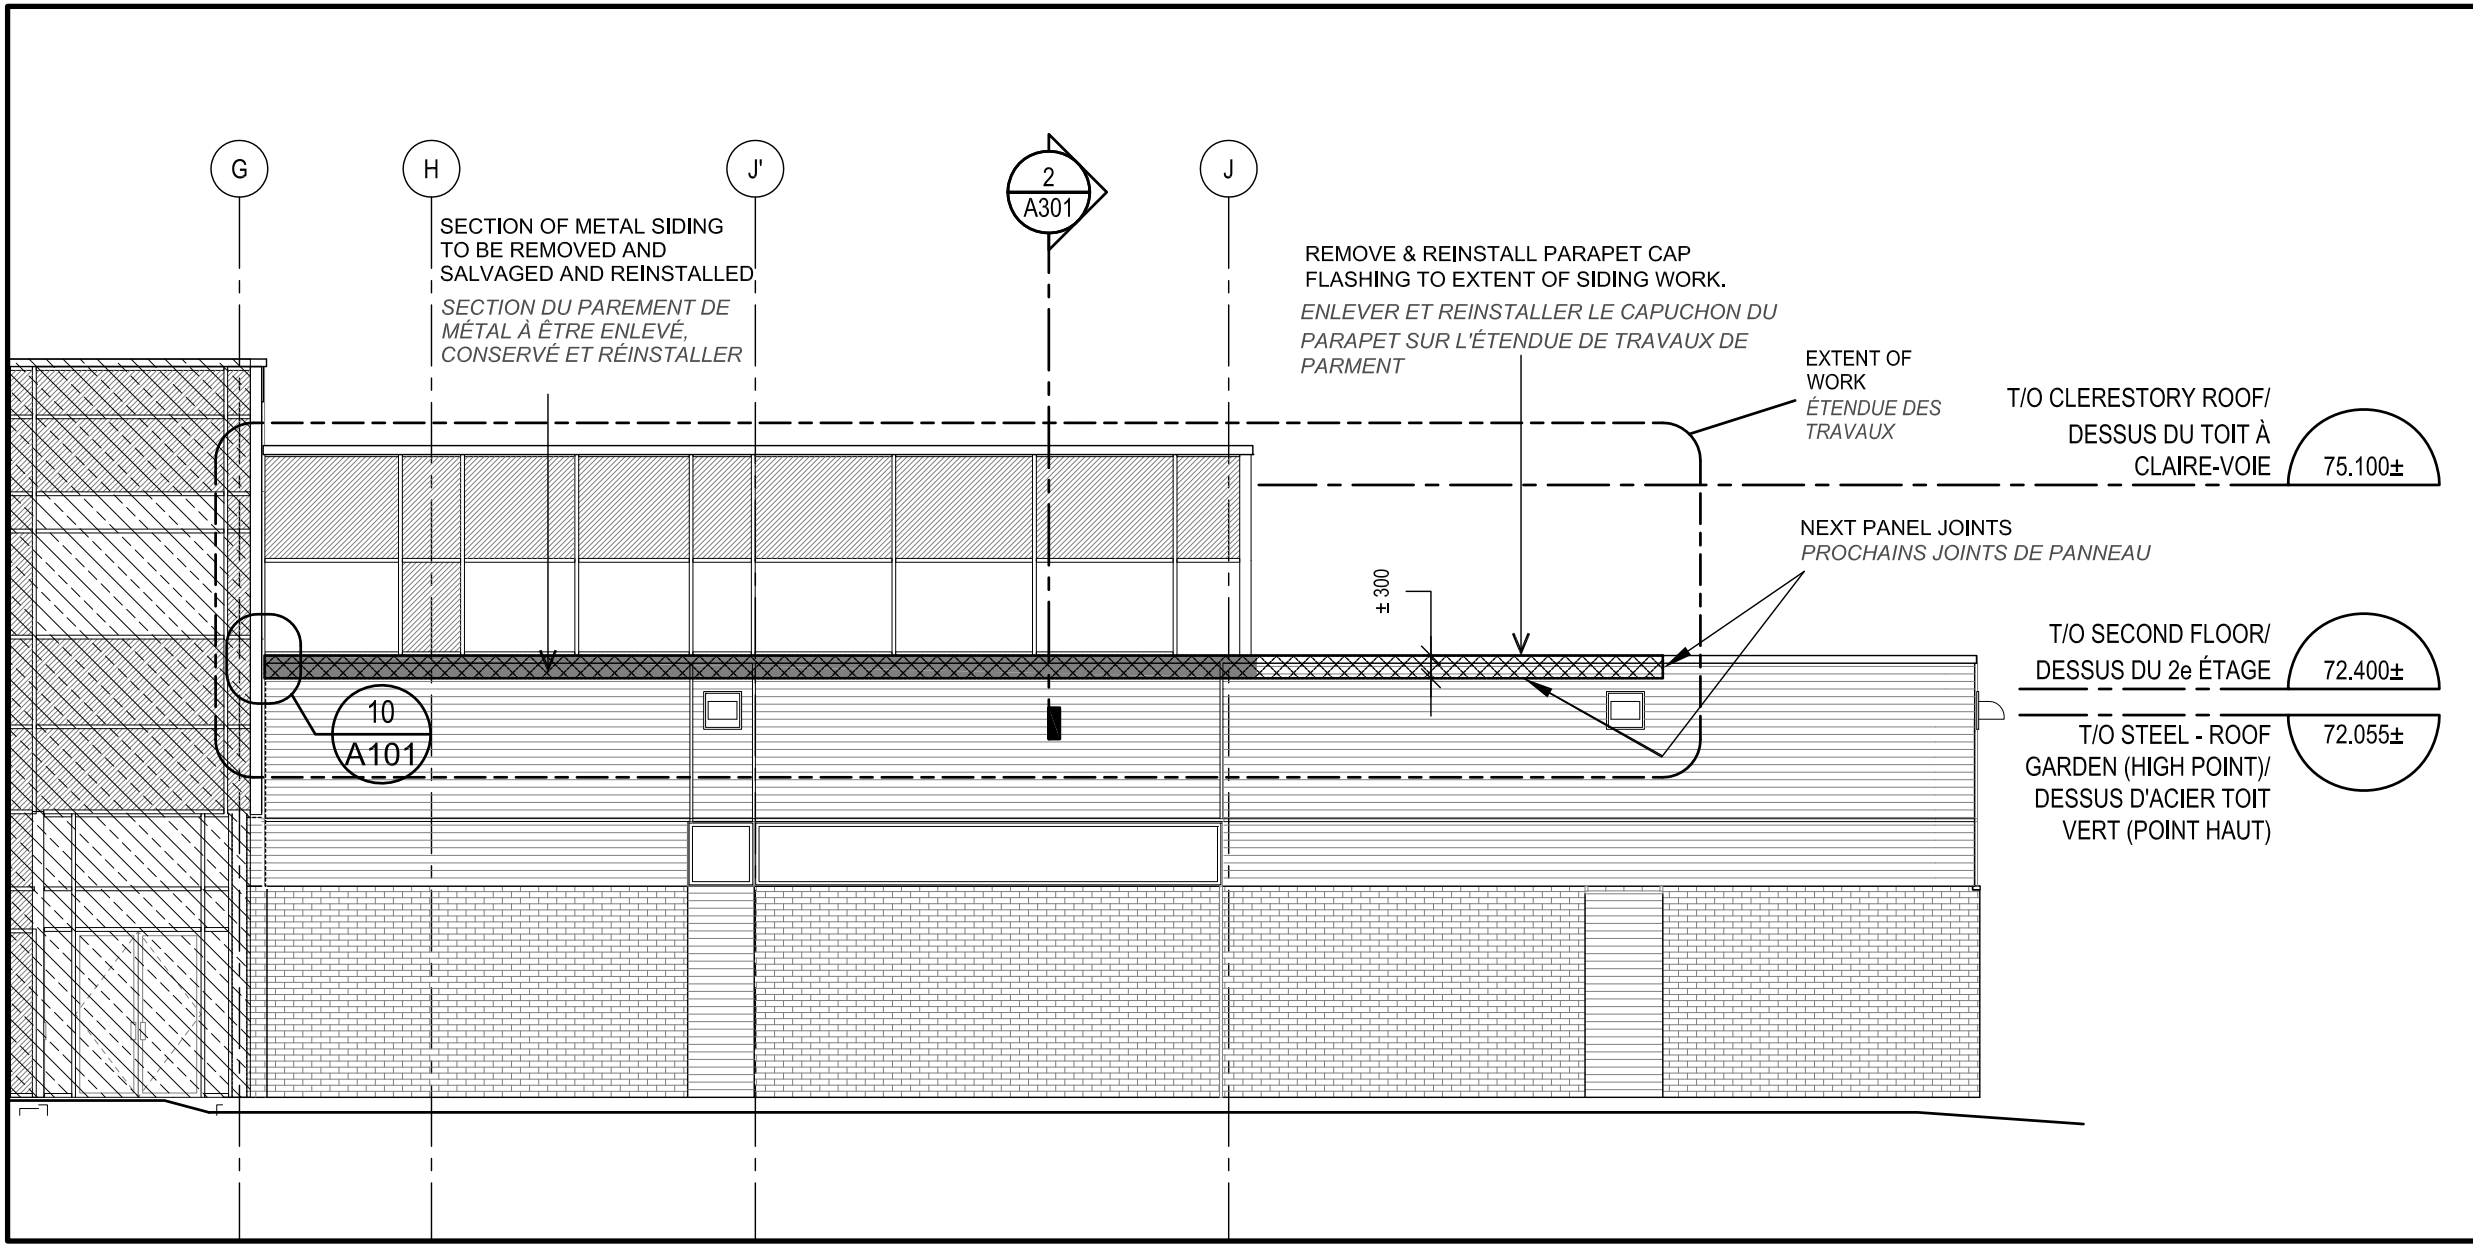 G
H
J'
2
A301
J
SECTION OF METAL SIDING
TO BE REMOVED AND
SALVAGED AND REINSTALLED
SECTION DU PAREMENT DE
MÉTAL À ÊTRE ENLEVÉ,
CONSERVÉ ET RÉINSTALLER
REMOVE & REINSTALL PARAPET CAP
FLASHING TO EXTENT OF SIDING WORK.
ENLEVER ET REINSTALLER LE CAPUCHON DU
PARAPET SUR L'ÉTENDUE DE TRAVAUX DE
PARMENT
EXTENT OF
WORK
ÉTENDUE DES
TRAVAUX
T/O CLERESTORY ROOF/
DESSUS DU TOIT À
CLAIRE-VOIE
75.100±
NEXT PANEL JOINTS
PROCHAINS JOINTS DE PANNEAU
± 300
T/O SECOND FLOOR/
DESSUS DU 2e ÉTAGE
72.400±
10
A101
T/O STEEL - ROOF
GARDEN (HIGH POINT)/
DESSUS D'ACIER TOIT
VERT (POINT HAUT)
72.055±